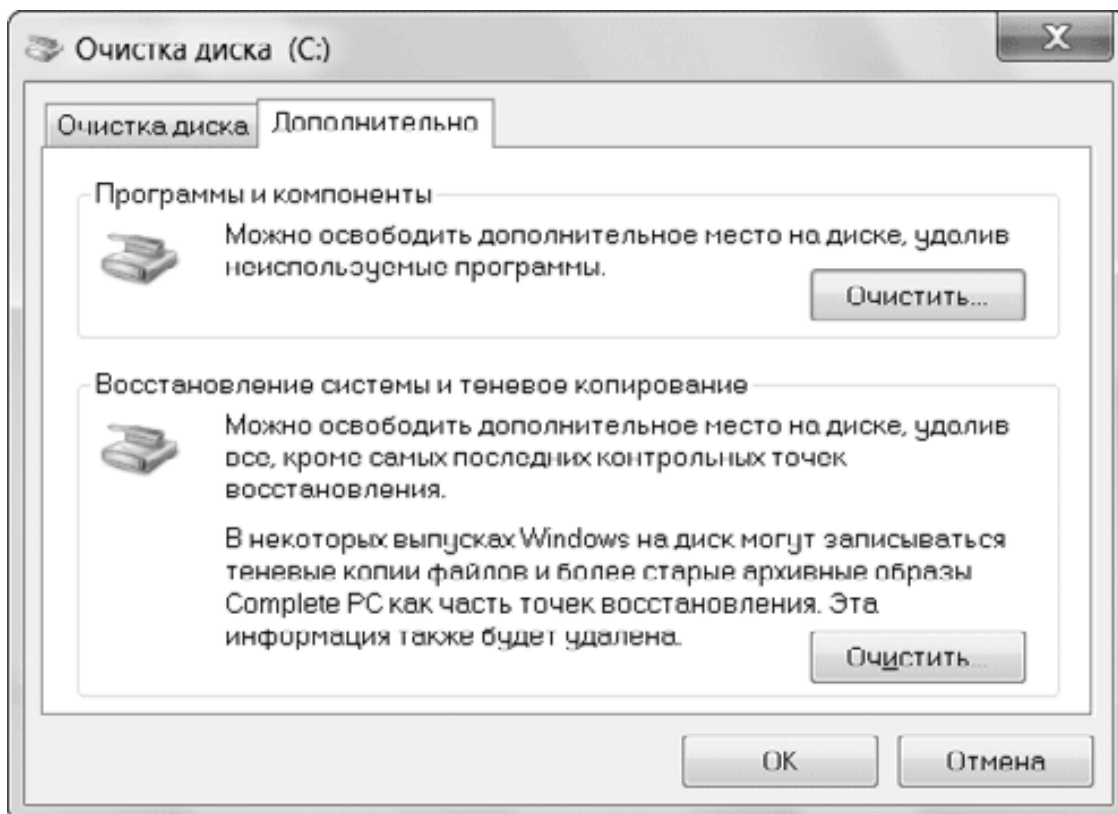 Очистка диска (C:)
Очистка диска
Дополнительно
Программы и компоненты
Можно освободить дополнительное место на диске, удалив
неиспользуемые программы.
Очистить...
Восстановление системы и теневое копирование
Можно освободить дополнительное место на диске, удалив
все, кроме самых последних контрольных точек
восстановления.
В некоторых выпусках Windows на диск могут записываться
теневые копии файлов и более старые архивные образы
Complete PC как часть точек восстановления. Эта
информация также будет удалена.
Очистить...
OK
Отмена